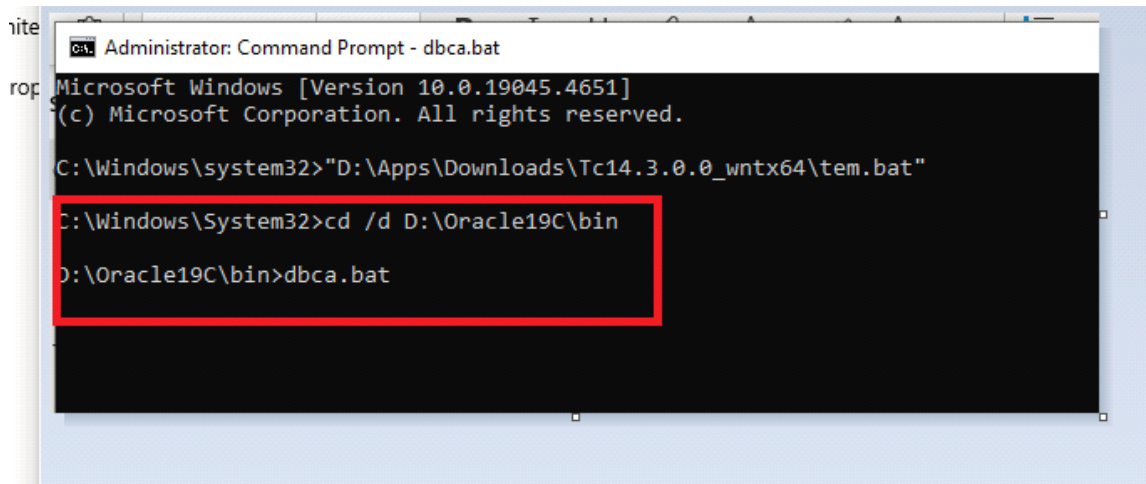 Administrator: Command Prompt - dbca.bat
Microsoft Windows [Version 10.0.19045.4651]
(c) Microsoft Corporation. All rights reserved.
C:\Windows\system32>"D:\Apps\Downloads\Tc14.3.0.0_wntx64\tem.bat"
C:\Windows\System32>cd /d D:\Oracle19C\bin
D:\Oracle19C\bin>dbca.bat